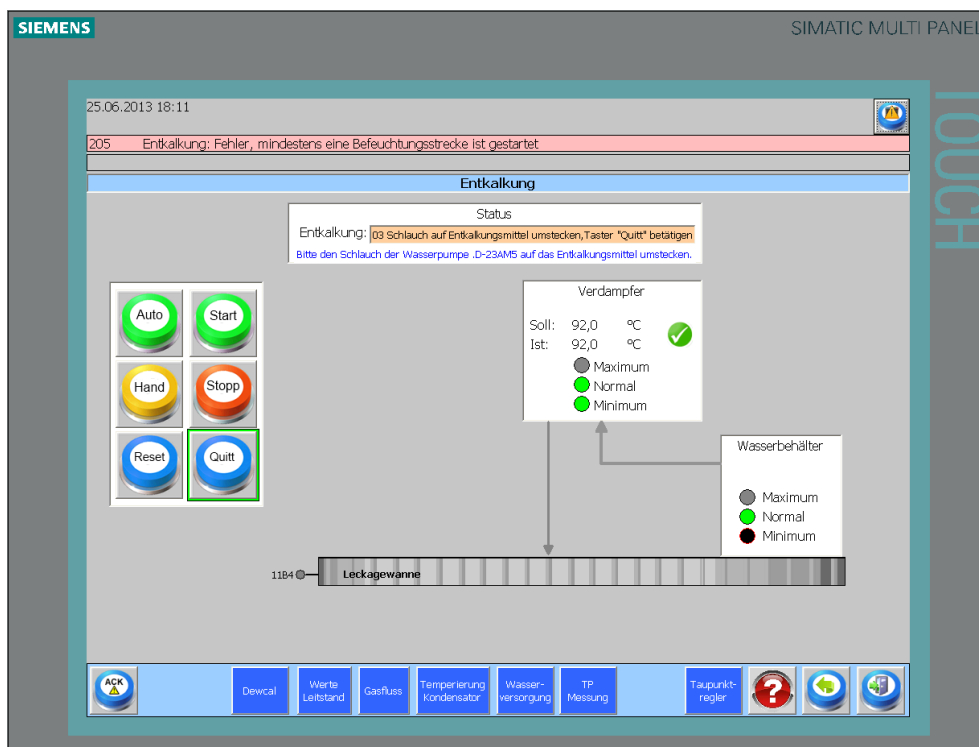 SIEMENS
SIMATIC MULTI PANEL
TOUCH
25.06.2013 18:11
205 Entkalkung: Fehler, mindestens eine Befeuchtungsstrecke ist gestartet
Entkalkung
Status
Entkalkung: 03 Schlauch auf Entkalkungsmittel umstecken,Taster "Quitt" betätigen
Bitte den Schlauch der Wasserpumpe .D-23AM5 auf das Entkalkungsmittel umstecken.
Auto Start
Hand Stopp
Reset Quitt
Verdampfer
Soll: 92,0 °C
Ist: 92,0 °C
Maximum
Normal
Minimum
Wasserbehälter
Maximum
Normal
Minimum
11B4 Leckagewanne
ACK
Dewcal
Werte
Leitstand
Gasfluss
Temperierung
Kondensator
Wasser-
versorgung
TP
Messung
Taupunkt-
regler
?